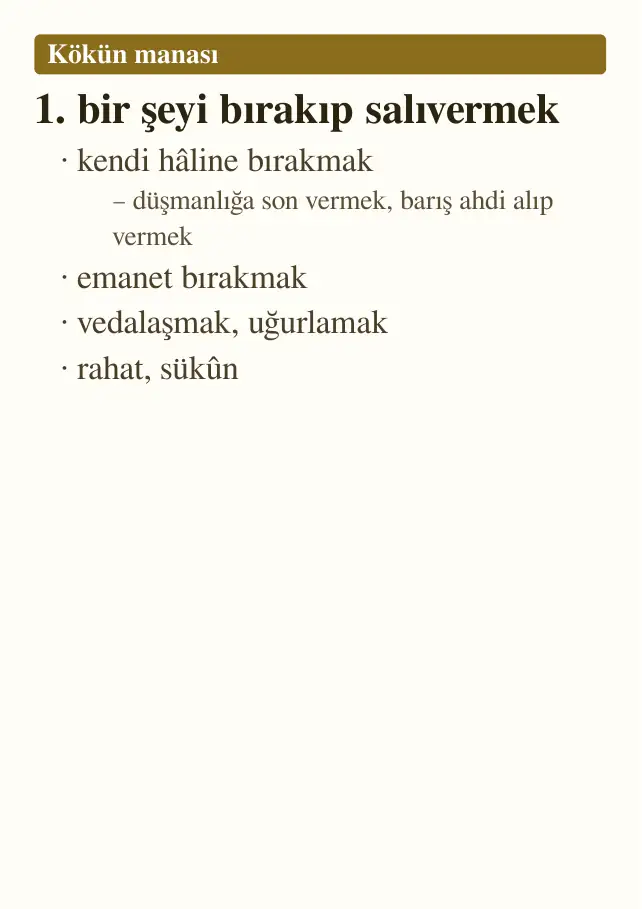 Kökün manası
1. bir şeyi bırakıp salıvermek
· kendi hâline bırakmak
– düşmanlığa son vermek, barış ahdi alıp
vermek
· emanet bırakmak
· vedalaşmak, uğurlamak
· rahat, sükûn